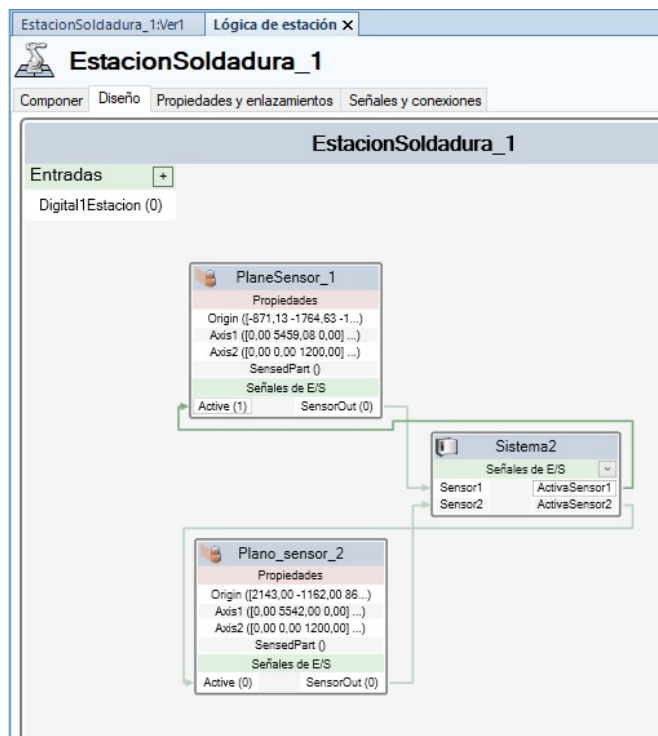 EstacionSoldadura_1:Ver1 Lógica de estación X
EstacionSoldadura_1
Componer Diseño Propiedades y enlazamientos Señales y conexiones
EstacionSoldadura_1
Entradas +
Digital1Estacion (0)
PlaneSensor_1
Propiedades
Origin ([-871,13 -1764,63 -1...)
Axis1 ([0,00 5459,08 0,00] ...)
Axis2 ([0,00 0,00 1200,00] ...)
SensedPart ()
Señales de E/S
Active (1) SensorOut (0)
Sistema2
Señales de E/S
Sensor1 ActivaSensor1
Sensor2 ActivaSensor2
Plano_sensor_2
Propiedades
Origin ([2143,00 -1162,00 86...)
Axis1 ([0,00 5542,00 0,00] ...)
Axis2 ([0,00 0,00 1200,00] ...)
SensedPart ()
Señales de E/S
Active (0) SensorOut (0)